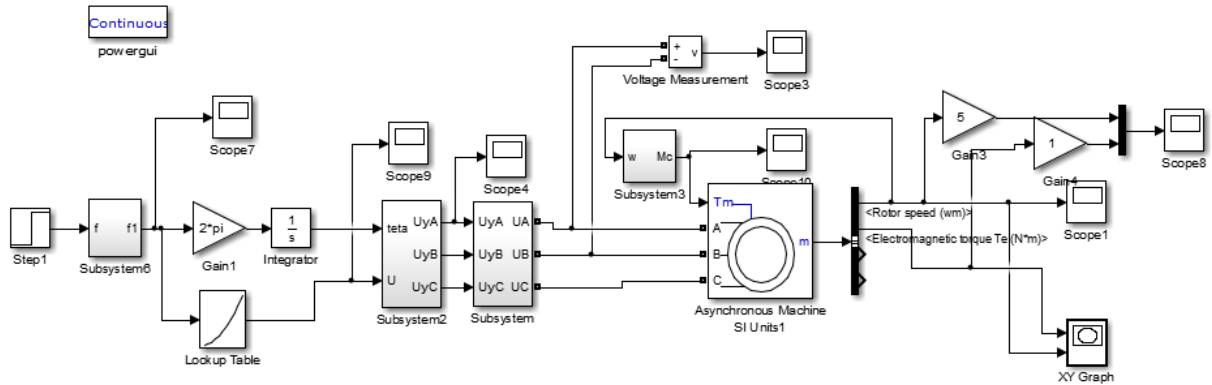 Continuous
powergui
+
-
v
Voltage Measurement
Scope3
Scope7
Scope9
Scope4
w
Mc
Subsystem3
Scope10
5
Gain3
1
Gain4
Scope8
Step1
f
f1
Subsystem6
2*pi
Gain1
1
s
Integrator
Lookup Table
teta
U
UyA
UyB
UyC
Subsystem2
UyA
UyB
UyC
UA
UB
UC
Subsystem
Tm
A
B
C
m
Asynchronous Machine
SI Units1
<Rotor speed (wm)>
<Electromagnetic torque Te (N*m)>
Scope1
XY Graph